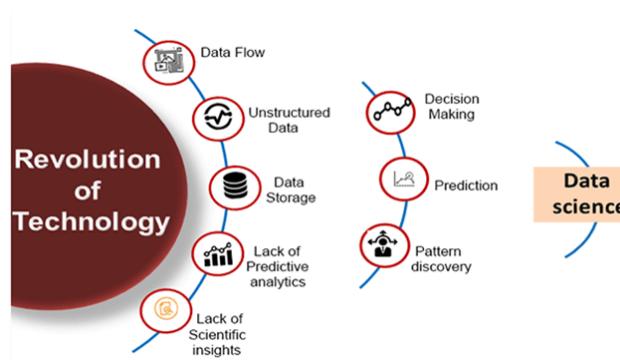 Revolution
of
Technology
Data Flow
Unstructured
Data
Data
Storage
Lack of
Predictive
analytics
Lack of
Scientific
insights
Decision
Making
Prediction
Pattern
discovery
Data
science